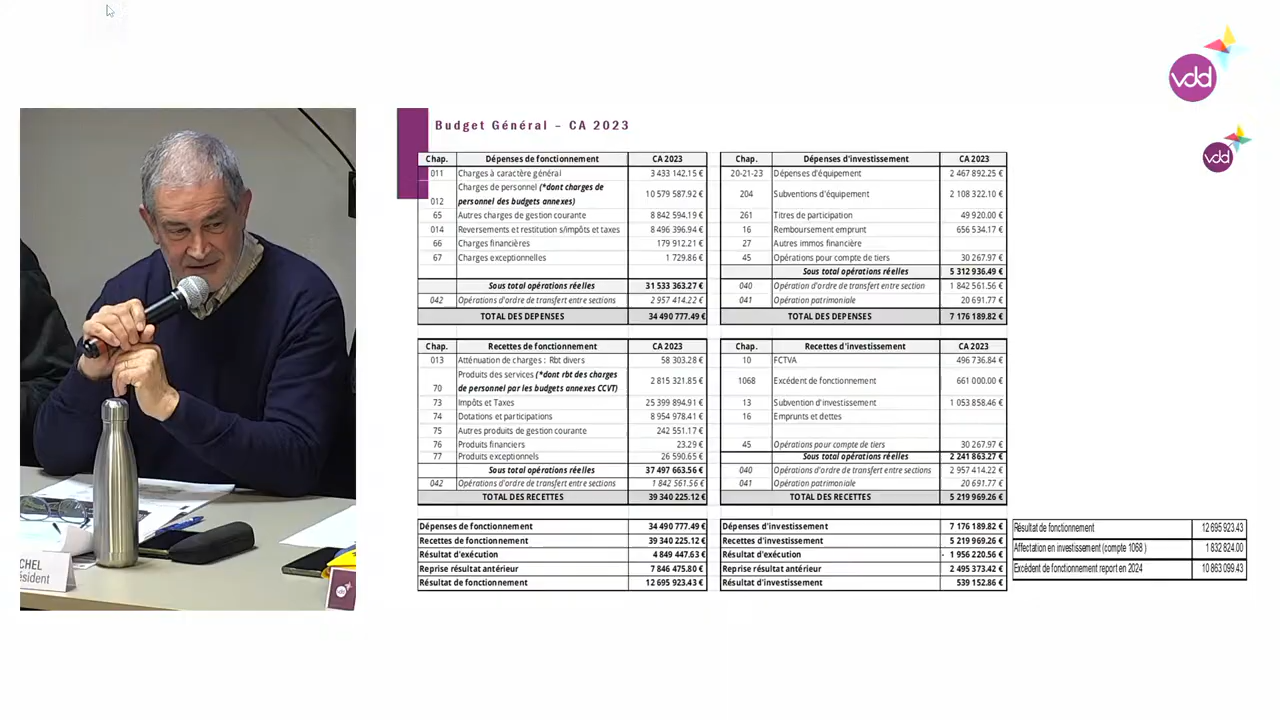 vdd
vdd
Budget Général – CA 2023
Chap. Dépenses de fonctionnement CA 2023
011 Charges à caractère général 3 433 142.15 €
012 Charges de personnel (*dont charges de
personnel des budgets annexes) 10 579 587.92 €
65 Autres charges de gestion courante 8 842 594.19 €
014 Reversements et restitution s/impôts et taxes 8 496 396.94 €
66 Charges financières 179 912.21 €
67 Charges exceptionnelles 1 729.86 €
Sous total opérations réelles 31 533 363.27 €
042 Opérations d'ordre de transfert entre sections 2 957 414.22 €
TOTAL DES DEPENSES 34 490 777.49 €
Chap. Dépenses d'investissement CA 2023
20-21-23 Dépenses d'équipement 2 467 892.25 €
204 Subventions d'équipement 2 108 322.10 €
261 Titres de participation 49 920.00 €
16 Remboursement emprunt 656 534.17 €
27 Autres immos financière
45 Opérations pour compte de tiers 30 267.97 €
Sous total opérations réelles 5 312 936.49 €
040 Opération d'ordre de transfert entre section 1 842 561.56 €
041 Opération patrimoniale 20 691.77 €
TOTAL DES DEPENSES 7 176 189.82 €
Chap. Recettes de fonctionnement CA 2023
013 Atténuation de charges : Rbt divers 58 303.28 €
70 Produits des services (*dont rbt des charges
de personnel par les budgets annexes CCVT) 2 815 321.85 €
73 Impôts et Taxes 25 399 894.91 €
74 Dotations et participations 8 954 978.41 €
75 Autres produits de gestion courante 242 551.17 €
76 Produits financiers 23.29 €
77 Produits exceptionnels 26 590.65 €
Sous total opérations réelles 37 497 663.56 €
042 Opérations d'ordre de transfert entre sections 1 842 561.56 €
TOTAL DES RECETTES 39 340 225.12 €
Chap. Recettes d'investissement CA 2023
10 FCTVA 496 736.84 €
1068 Excédent de fonctionnement 661 000.00 €
13 Subvention d'investissement 1 053 858.46 €
16 Emprunts et dettes
45 Opérations pour compte de tiers 30 267.97 €
Sous total opérations réelles 2 241 863.27 €
040 Opérations d'ordre de transfert entre sections 2 957 414.22 €
041 Opération patrimoniale 20 691.77 €
TOTAL DES RECETTES 5 219 969.26 €
Dépenses de fonctionnement 34 490 777.49 €
Recettes de fonctionnement 39 340 225.12 €
Résultat d'exécution 4 849 447.63 €
Reprise résultat antérieur 7 846 475.80 €
Résultat de fonctionnement 12 695 923.43 €
Dépenses d'investissement 7 176 189.82 €
Recettes d'investissement 5 219 969.26 €
Résultat d'exécution - 1 956 220.56 €
Reprise résultat antérieur 2 495 373.42 €
Résultat d'investissement 539 152.86 €
Résultat de fonctionnement 12 695 923.43
Affectation en investissement (compte 1068 ) 1 832 824.00
Excédent de fonctionnement report en 2024 10 863 099.43
CHEL
ésident
vdd